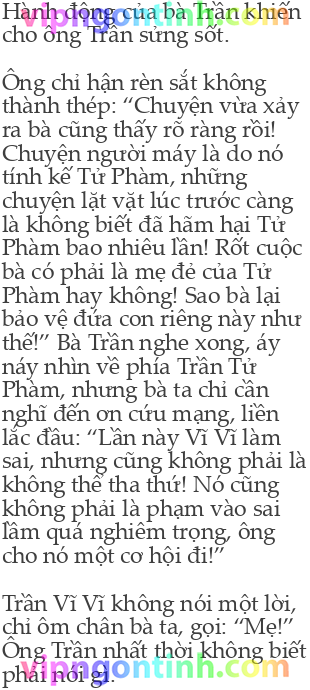 Hành động của bà Trần khiến
cho ông Trần sửng sốt.
Ông chỉ hận rèn sắt không
thành thép: “Chuyện vừa xảy
ra bà cũng thấy rõ ràng rồi!
Chuyện người máy là do nó
tính kế Tử Phàm, những
chuyện lặt vặt lúc trước càng
là không biết đã hãm hại Tử
Phàm bao nhiêu lần! Rốt cuộc
bà có phải là mẹ đẻ của Tử
Phàm hay không! Sao bà lại
bảo vệ đứa con riêng này như
thế!” Bà Trần nghe xong, áy
náy nhìn về phía Trần Tử
Phàm, nhưng bà ta chỉ cần
nghĩ đến ơn cứu mạng, liền
lắc đầu: “Lần này Vĩ Vĩ làm
sai, nhưng cũng không phải là
không thể tha thứ! Nó cũng
không phải là phạm vào sai
lầm quá nghiêm trọng, ông
cho nó một cơ hội đi!”
Trần Vĩ Vĩ không nói một lời,
chỉ ôm chân bà ta, gọi: “Mẹ!”
Ông Trần nhất thời không biết
phải nói gì.
vipngontinh.com
vipngontinh.com